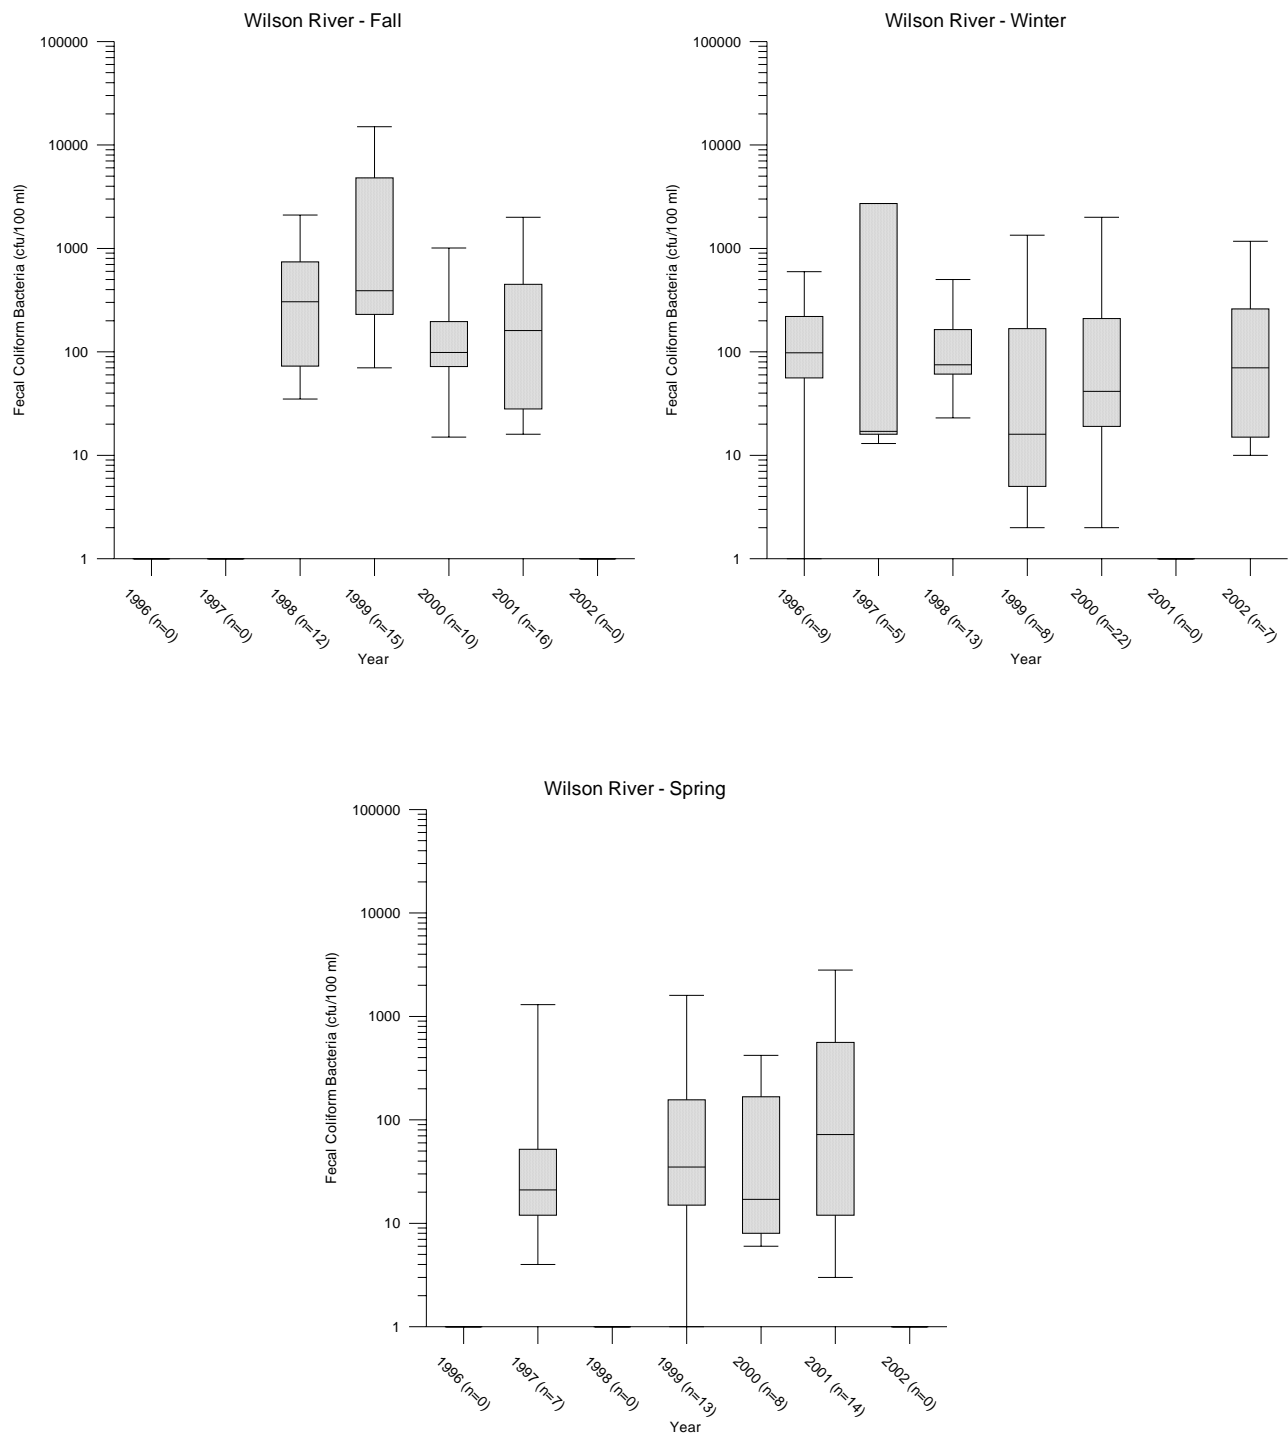 Wilson River - Fall
Fecal Coliform Bacteria (cfu/100 ml)
100000
10000
1000
100
10
1
1996 (n=0)
1997 (n=0)
1998 (n=12)
1999 (n=15)
2000 (n=10)
2001 (n=16)
2002 (n=0)
Year
Wilson River - Winter
Fecal Coliform Bacteria (cfu/100 ml)
100000
10000
1000
100
10
1
1996 (n=9)
1997 (n=5)
1998 (n=13)
1999 (n=8)
2000 (n=22)
2001 (n=0)
2002 (n=7)
Year
Wilson River - Spring
Fecal Coliform Bacteria (cfu/100 ml)
100000
10000
1000
100
10
1
1996 (n=0)
1997 (n=7)
1998 (n=0)
1999 (n=13)
2000 (n=8)
2001 (n=14)
2002 (n=0)
Year